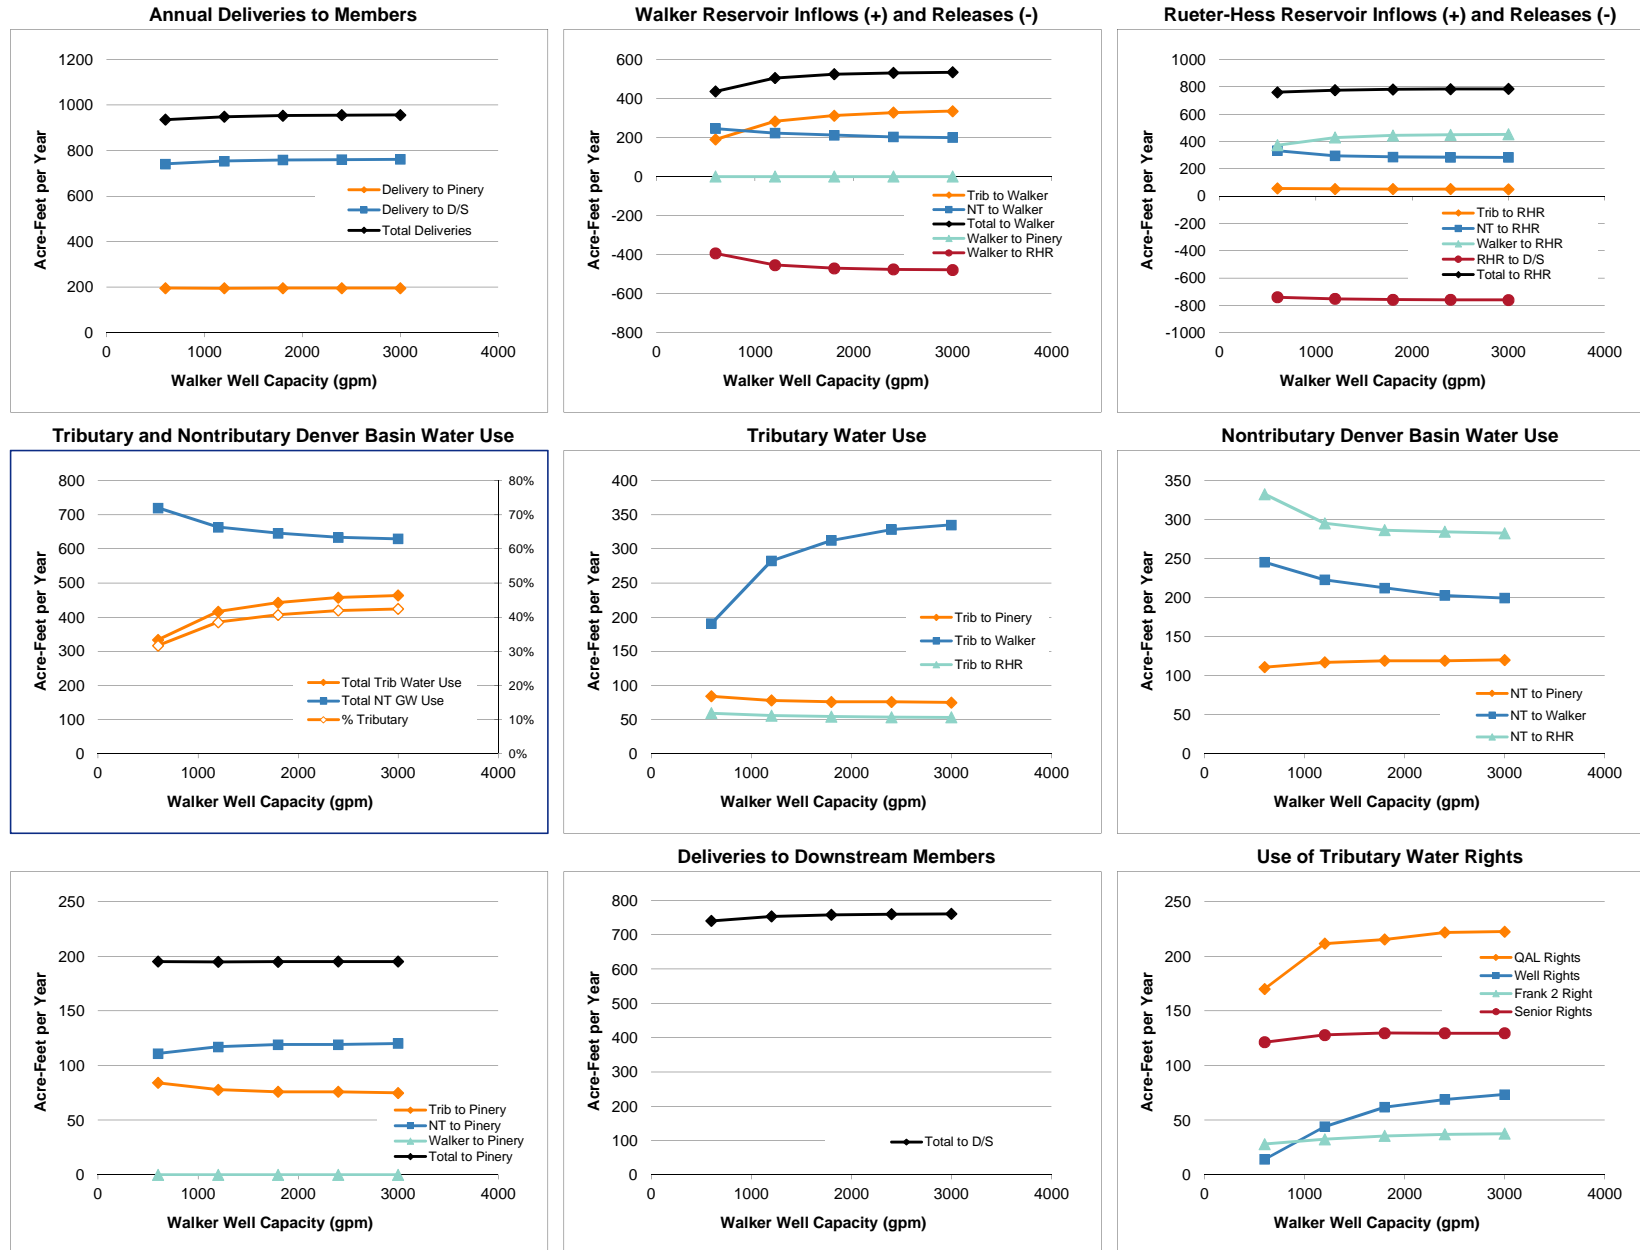 Annual Deliveries to Members
1200
1000
800
600
400
200
0
0 1000 2000 3000 4000
Acre-Feet per Year
Walker Well Capacity (gpm)
Delivery to Pinery
Delivery to D/S
Total Deliveries
Walker Reservoir Inflows (+) and Releases (-)
600
400
200
0
-200
-400
-600
-800
0 1000 2000 3000 4000
Acre-Feet per Year
Walker Well Capacity (gpm)
Trib to Walker
NT to Walker
Total to Walker
Walker to Pinery
Walker to RHR
Rueter-Hess Reservoir Inflows (+) and Releases (-)
1000
800
600
400
200
0
-200
-400
-600
-800
-1000
0 1000 2000 3000 4000
Acre-Feet per Year
Walker Well Capacity (gpm)
Trib to RHR
NT to RHR
Walker to RHR
RHR to D/S
Total to RHR
Tributary and Nontributary Denver Basin Water Use
800
700
600
500
400
300
200
100
0
80%
70%
60%
50%
40%
30%
20%
10%
0%
0 1000 2000 3000 4000
Acre-Feet per Year
Walker Well Capacity (gpm)
Total Trib Water Use
Total NT GW Use
% Tributary
Tributary Water Use
400
350
300
250
200
150
100
50
0
0 1000 2000 3000 4000
Acre-Feet per Year
Walker Well Capacity (gpm)
Trib to Pinery
Trib to Walker
Trib to RHR
Nontributary Denver Basin Water Use
350
300
250
200
150
100
50
0
0 1000 2000 3000 4000
Acre-Feet per Year
Walker Well Capacity (gpm)
NT to Pinery
NT to Walker
NT to RHR
250
200
150
100
50
0
0 1000 2000 3000 4000
Acre-Feet per Year
Walker Well Capacity (gpm)
Trib to Pinery
NT to Pinery
Walker to Pinery
Total to Pinery
Deliveries to Downstream Members
800
700
600
500
400
300
200
100
0
0 1000 2000 3000 4000
Acre-Feet per Year
Walker Well Capacity (gpm)
Total to D/S
Use of Tributary Water Rights
250
200
150
100
50
0
0 1000 2000 3000 4000
Acre-Feet per Year
Walker Well Capacity (gpm)
QAL Rights
Well Rights
Frank 2 Right
Senior Rights